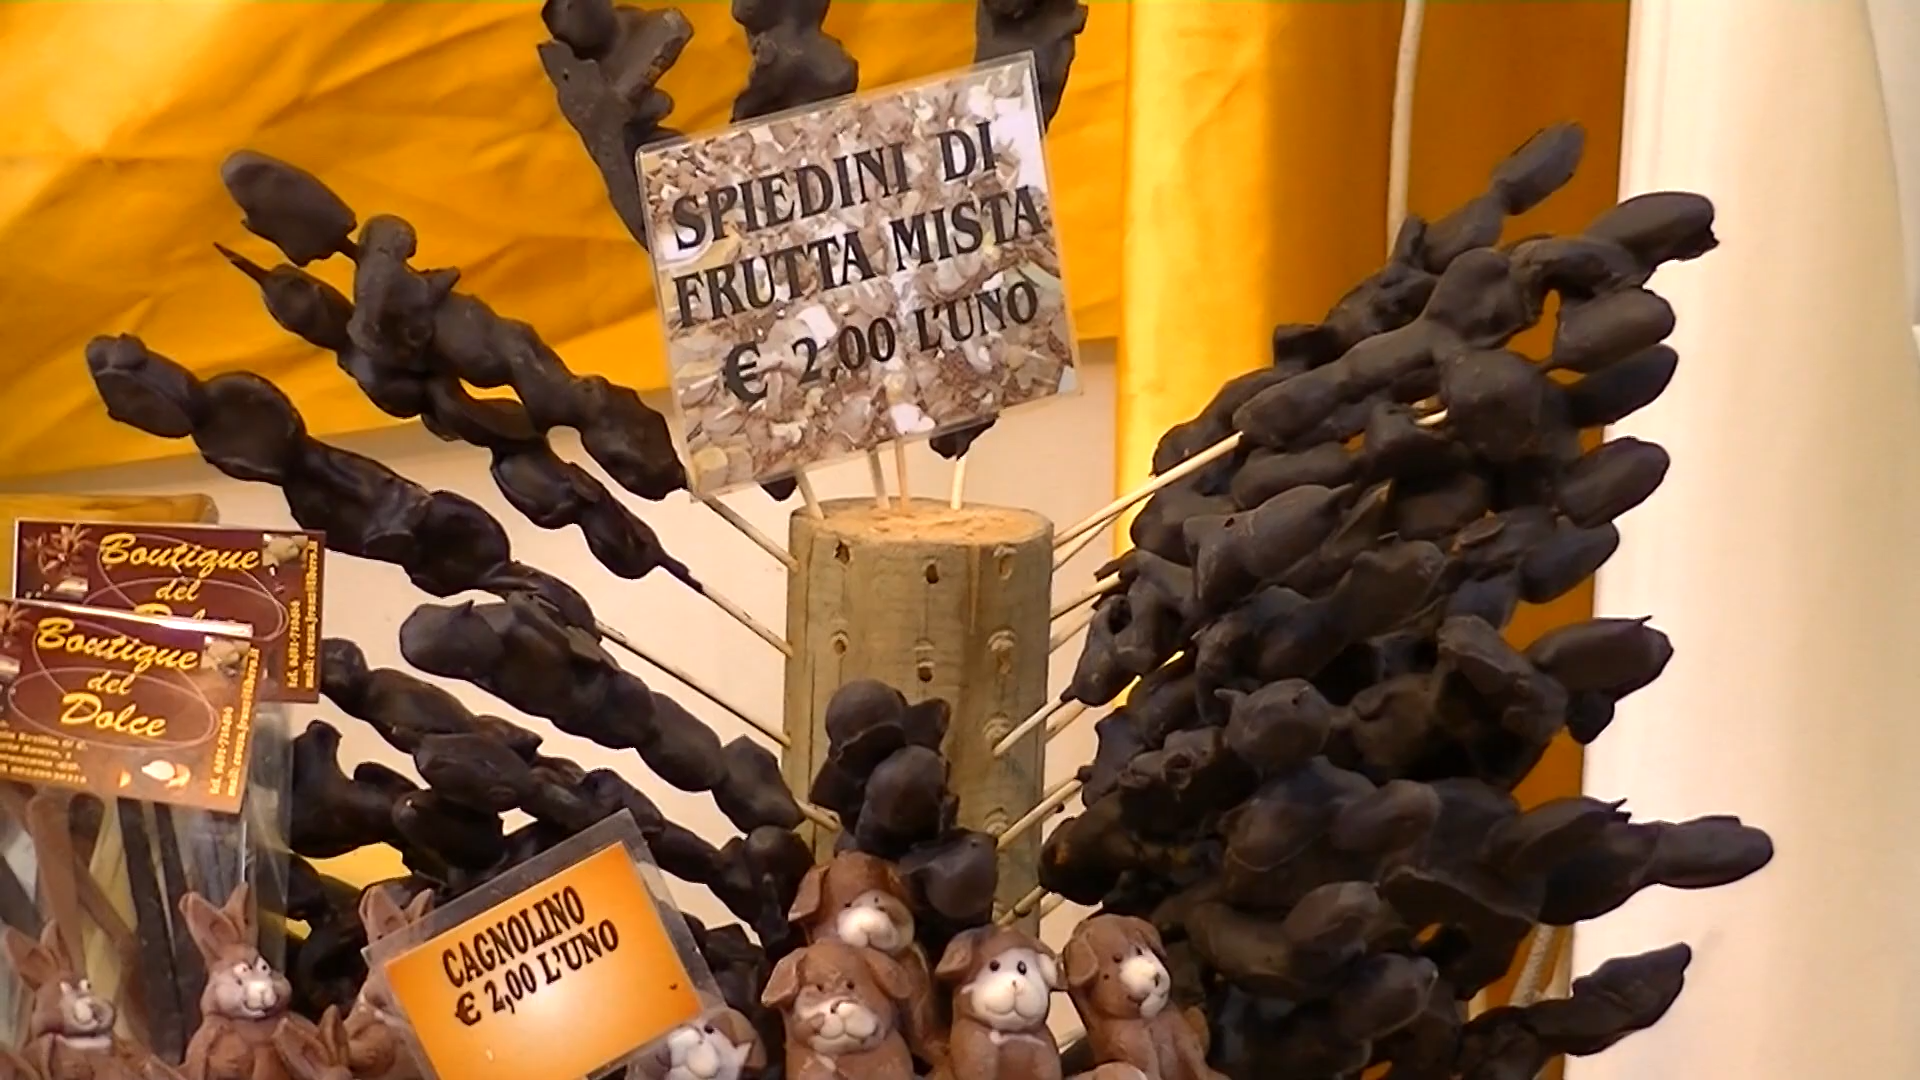 SPIEDINI DI
FRUTTA MISTA
€ 2,00 L'UNO
Boutique
del
Boutique
del
Dolce
CAGNOLINO
€ 2,00 L'UNO